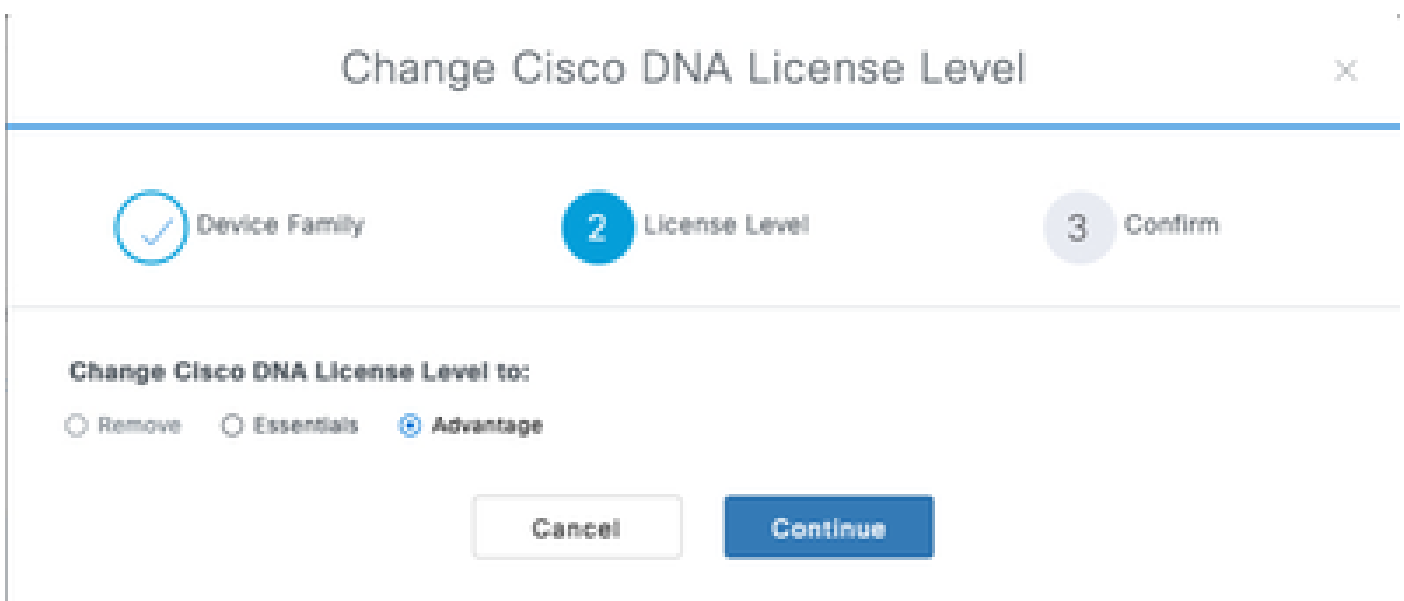 Change Cisco DNA License Level
Device Family
2 License Level
3 Confirm
Change Cisco DNA License Level to:
Remove Essentials Advantage
Cancel Continue